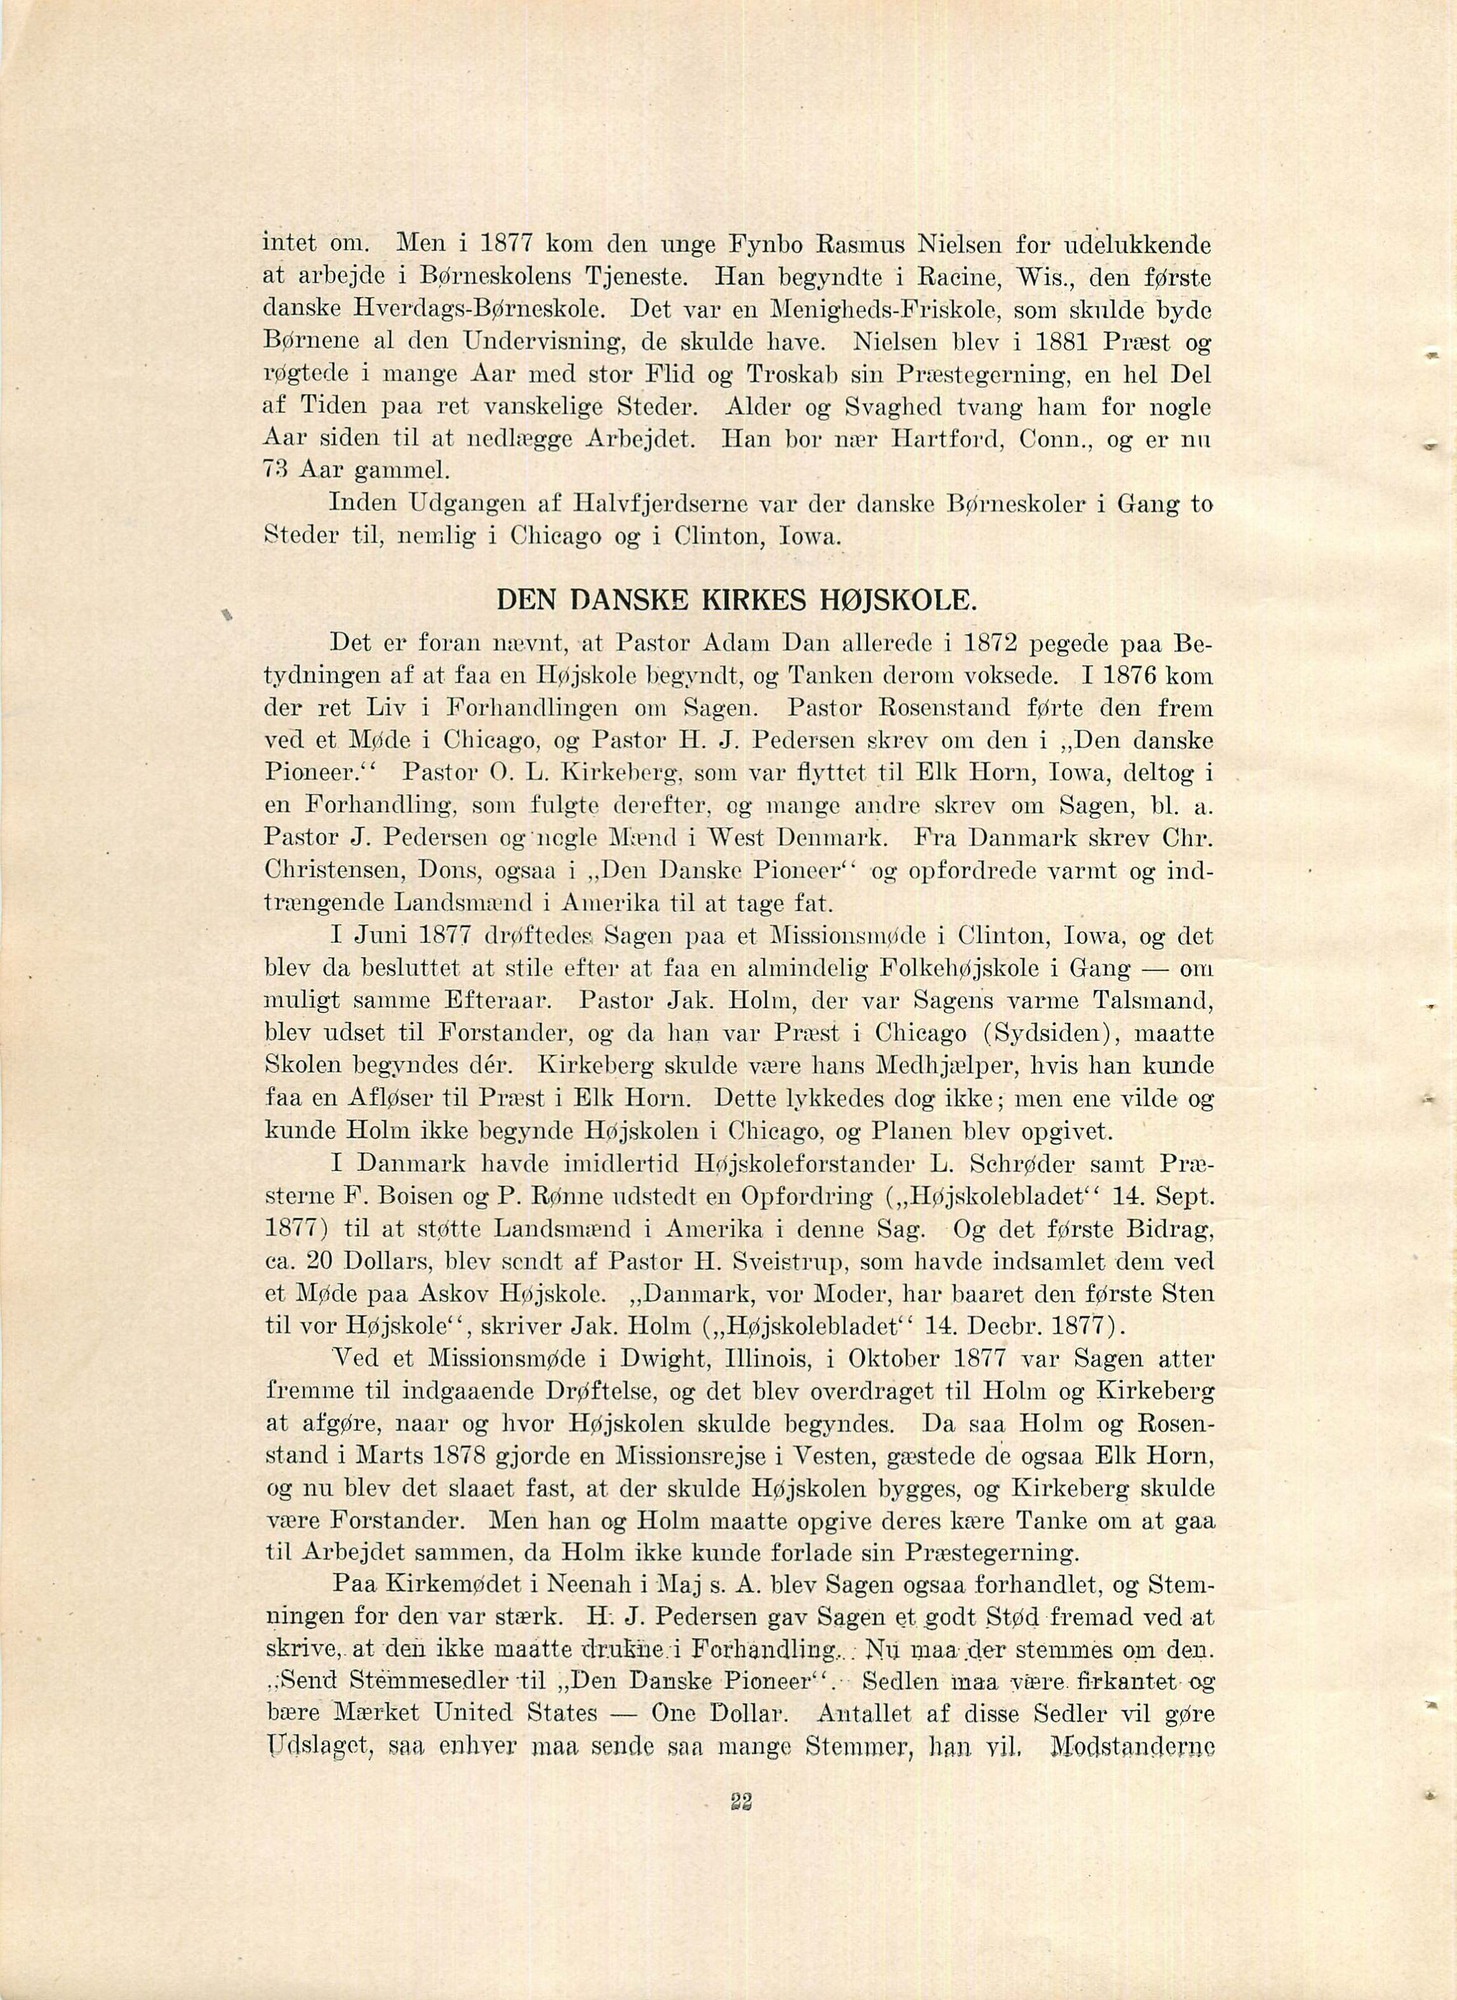 intet om. Men i 1877 kom den unge Fynbo Rasmus Nielsen for udelukkende
at arbejde i Børneskolens Tjeneste. Han begyndte i Racine, Wis., den første
danske Hverdags-Børneskole. Det var en Menigheds-Friskole, som skulde byde
Børnene al den Undervisning, de skulde have. Nielsen blev i 1881 Præst og
røgtede i mange Aar med stor Flid og Troskab sin Præstegerning, en hel Del
af Tiden paa ret vanskelige Steder. Alder og Svaghed tvang ham for nogle
Aar siden til at nedlægge Arbejdet. Han bor nær Hartford, Conn., og er nu
73 Aar gammel.
Inden Udgangen af Halvfjerdserne var der danske Børneskoler i Gang to
Steder til, nemlig i Chicago og i Clinton, Iowa.
DEN DANSKE KIRKES HØJSKOLE.
Det er foran nævnt, at Pastor Adam Dan allerede i 1872 pegede paa Be-
tydningen af at faa en Højskole begyndt, og Tanken derom voksede. I 1876 kom
der ret Liv i Forhandlingen om Sagen. Pastor Rosenstand førte den frem
ved et Møde i Chicago, og Pastor H. J. Pedersen skrev om den i „Den danske
Pioneer.“ Pastor O. L. Kirkeberg, som var flyttet til Elk Horn, Iowa, deltog i
en Forhandling, som fulgte derefter, og mange andre skrev om Sagen, bl. a.
Pastor J. Pedersen og nogle Mænd i West Denmark. Fra Danmark skrev Chr.
Christensen, Dons, ogsaa i „Den Danske Pioneer“ og opfordrede varmt og ind-
trængende Landsmænd i Amerika til at tage fat.
I Juni 1877 drøftedes Sagen paa et Missionsmøde i Clinton, Iowa, og det
blev da besluttet at stile efter at faa en almindelig Folkehøjskole i Gang — om
muligt samme Efteraar. Pastor Jak. Holm, der var Sagens varme Talsmand,
blev udset til Forstander, og da han var Præst i Chicago (Sydsiden), maatte
Skolen begyndes dér. Kirkeberg skulde være hans Medhjælper, hvis han kunde
faa en Afløser til Præst i Elk Horn. Dette lykkedes dog ikke; men ene vilde og
kunde Holm ikke begynde Højskolen i Chicago, og Planen blev opgivet.
I Danmark havde imidlertid Højskoleforstander L. Schrøder samt Præ-
sterne F. Boisen og P. Rønne udstedt en Opfordring („Højskolebladet“ 14. Sept.
1877) til at støtte Landsmænd i Amerika i denne Sag. Og det første Bidrag,
ca. 20 Dollars, blev sendt af Pastor H. Sveistrup, som havde indsamlet dem ved
et Møde paa Askov Højskole. „Danmark, vor Moder, har baaret den første Sten
til vor Højskole“, skriver Jak. Holm („Højskolebladet“ 14. Decbr. 1877).
Ved et Missionsmøde i Dwight, Illinois, i Oktober 1877 var Sagen atter
fremme til indgaaende Drøftelse, og det blev overdraget til Holm og Kirkeberg
at afgøre, naar og hvor Højskolen skulde begyndes. Da saa Holm og Rosen-
stand i Marts 1878 gjorde en Missionsrejse i Vesten, gæstede de ogsaa Elk Horn,
og nu blev det slaaet fast, at der skulde Højskolen bygges, og Kirkeberg skulde
være Forstander. Men han og Holm maatte opgive deres kære Tanke om at gaa
til Arbejdet sammen, da Holm ikke kunde forlade sin Præstegerning.
Paa Kirkemødet i Neenah i Maj s. A. blev Sagen ogsaa forhandlet, og Stem-
ningen for den var stærk. H. J. Pedersen gav Sagen et godt Stød fremad ved at
skrive, at den ikke maatte drukne i Forhandling. Nu maa der stemmes om den.
„Send Stemmesedler til „Den Danske Pioneer“. Sedlen maa være firkantet og
bære Mærket United States — One Dollar. Antallet af disse Sedler vil gøre
Udslaget, saa enhver maa sende saa mange Stemmer, han vil. Modstanderne
22